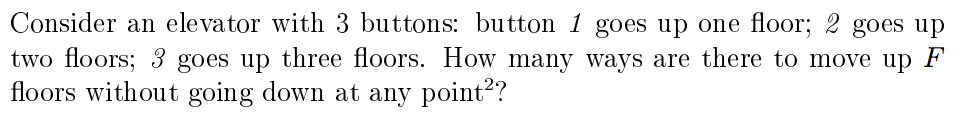 Consider an elevator with 3 buttons: button 1 goes up one floor; 2 goes up
two floors; 3 goes up three floors. How many ways are there to move up F
floors without going down at any point²?